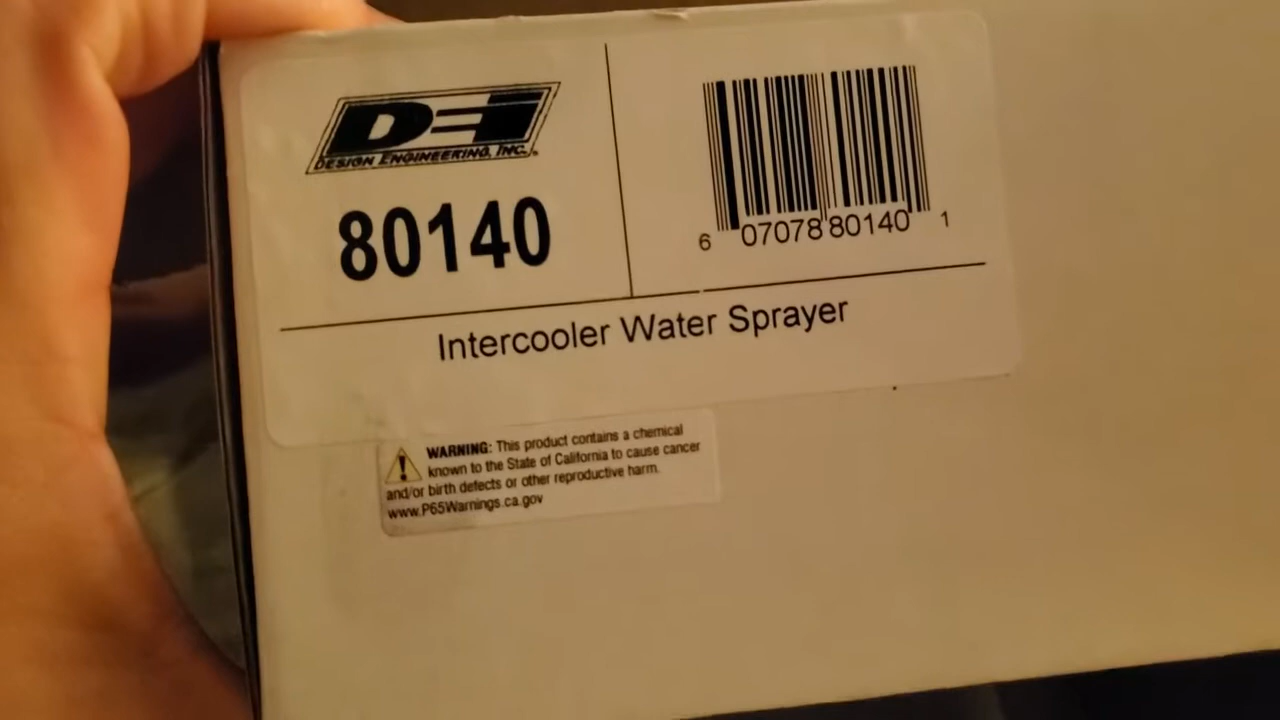 DEI
DESIGN ENGINEERING, INC.
80140
6 07078 80140 1
Intercooler Water Sprayer
WARNING: This product contains a chemical
known to the State of California to cause cancer
and/or birth defects or other reproductive harm.
www.P65Warnings.ca.gov